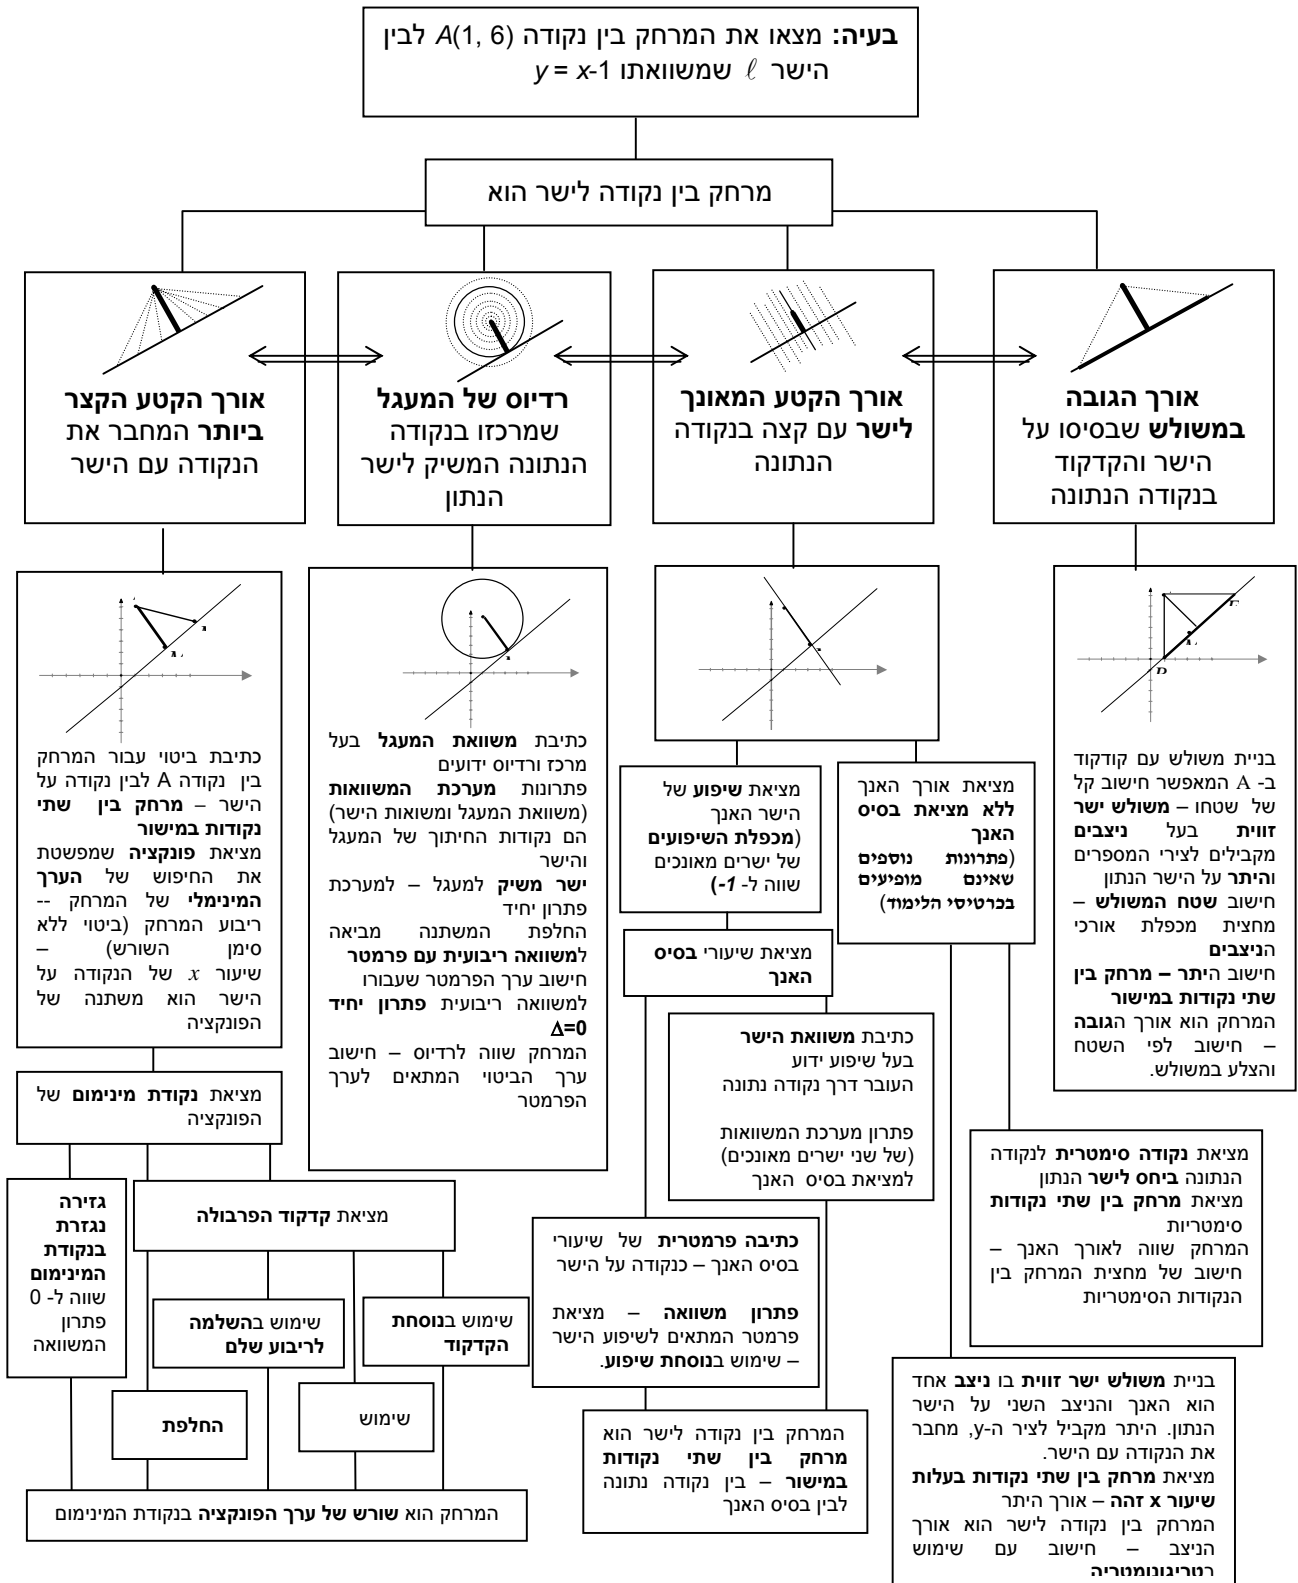 בעיה: מצאו את המרחק בין נקודה A(1, 6) לבין
הישר ℓ שמשוואתו y = x-1
מרחק בין נקודה לישר הוא
אורך הגובה
במשולש שבסיסו על
הישר והקדקוד
בנקודה הנתונה
אורך הקטע המאונך
לישר עם קצה בנקודה
הנתונה
רדיוס של המעגל
שמרכזו בנקודה
הנתונה המשיק לישר
הנתון
אורך הקטע הקצר
ביותר המחבר את
הנקודה עם הישר
בניית משולש עם קודקוד
ב- A המאפשר חישוב קל
של שטחו – משולש ישר
זווית בעל ניצבים
מקבילים לצירי המספרים
והיתר על הישר הנתון
חישוב שטח המשולש –
מחצית מכפלת אורכי
הניצבים
חישוב היתר – מרחק בין
שתי נקודות במישור
המרחק הוא אורך הגובה
– חישוב לפי השטח
והצלע במשולש.
מציאת אורך האנך
ללא מציאת בסיס
האנך
(פתרונות נוספים
שאינם מופיעים
בכרטיסי הלימוד)
מציאת שיפוע של
הישר האנך
(מכפלת השיפועים
של ישרים מאונכים
שווה ל- 1-)
מציאת שיעורי בסיס
האנך
כתיבת משוואת הישר
בעל שיפוע ידוע
העובר דרך נקודה נתונה
פתרון מערכת המשוואות
(של שני ישרים מאונכים)
למציאת בסיס האנך
כתיבה פרמטרית של שיעורי
בסיס האנך – כנקודה על הישר
פתרון משוואה – מציאת
פרמטר המתאים לשיפוע הישר
– שימוש בנוסחת שיפוע.
המרחק בין נקודה לישר הוא
מרחק בין שתי נקודות
במישור – בין נקודה נתונה
לבין בסיס האנך
מציאת נקודה סימטרית לנקודה
הנתונה ביחס לישר הנתון
מציאת מרחק בין שתי נקודות
סימטריות
המרחק שווה לאורך האנך –
חישוב של מחצית המרחק בין
הנקודות הסימטריות
בניית משולש ישר זווית בו ניצב אחד
הוא האנך והניצב השני על הישר
הנתון. היתר מקביל לציר ה-y, מחבר
את הנקודה עם הישר.
מציאת מרחק בין שתי נקודות בעלות
שיעור x זהה – אורך היתר
המרחק בין נקודה לישר הוא אורך
הניצב – חישוב עם שימוש
בטריגונומטריה
כתיבת משוואת המעגל בעל
מרכז ורדיוס ידועים
פתרונות מערכת המשוואות
(משוואת המעגל ומשואות הישר)
הם נקודות החיתוך של המעגל
והישר
ישר משיק למעגל – למערכת
פתרון יחיד
החלפת המשתנה מביאה
למשוואה ריבועית עם פרמטר
חישוב ערך הפרמטר שעבורו
למשוואה ריבועית פתרון יחיד
Δ=0
המרחק שווה לרדיוס – חישוב
ערך הביטוי המתאים לערך
הפרמטר
כתיבת ביטוי עבור המרחק
בין נקודה A לבין נקודה על
הישר – מרחק בין שתי
נקודות במישור
מציאת פונקציה שמפשטת
את החיפוש של הערך
המינימלי של המרחק --
ריבוע המרחק (ביטוי ללא
סימן השורש) –
שיעור x של הנקודה על
הישר הוא משתנה של
הפונקציה
מציאת נקודת מינימום של
הפונקציה
מציאת קדקוד הפרבולה
גזירה
נגזרת
בנקודת
המינימום
שווה ל- 0
פתרון
המשוואה
שימוש בנוסחת
הקדקוד
שימוש בהשלמה
לריבוע שלם
שימוש
החלפת
המרחק הוא שורש של ערך הפונקציה בנקודת המינימום